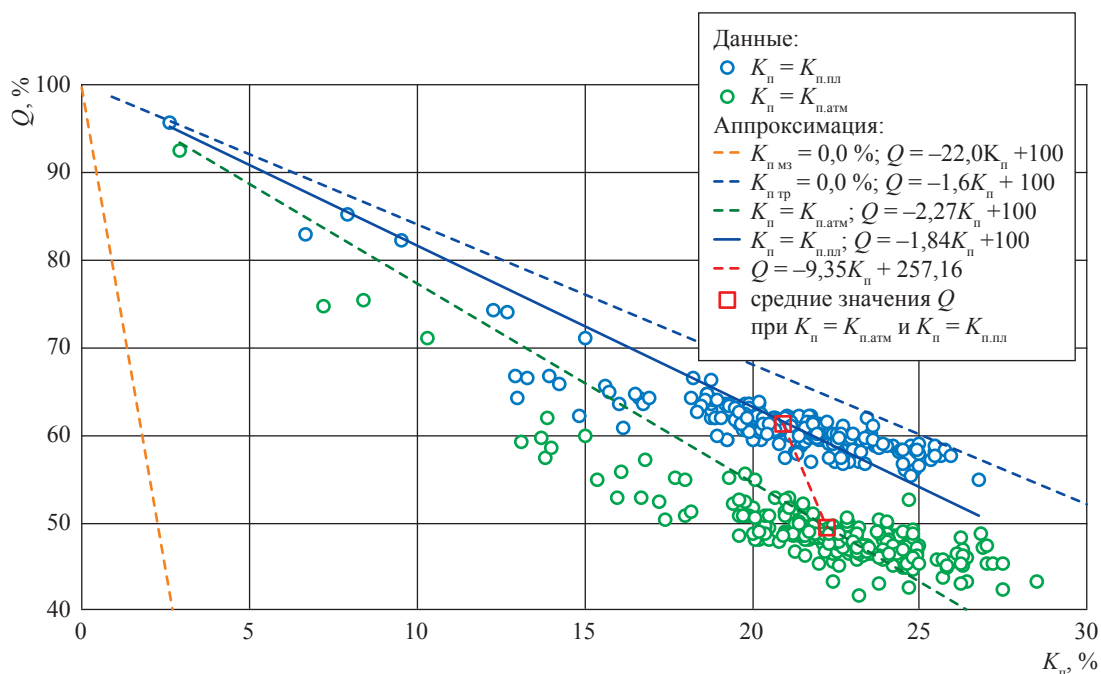 Данные:
K_п = K_п.пл
K_п = K_п.атм
Аппроксимация:
K_п мз = 0,0 %; Q = –22,0K_п +100
K_п тр = 0,0 %; Q = –1,6K_п + 100
K_п = K_п.атм; Q = –2,27K_п +100
K_п = K_п.пл; Q = –1,84K_п +100
Q = –9,35K_п + 257,16
средние значения Q
при K_п = K_п.атм и K_п = K_п.пл
Q, %
100
90
80
70
60
50
40
0 5 10 15 20 25 30
K_п, %